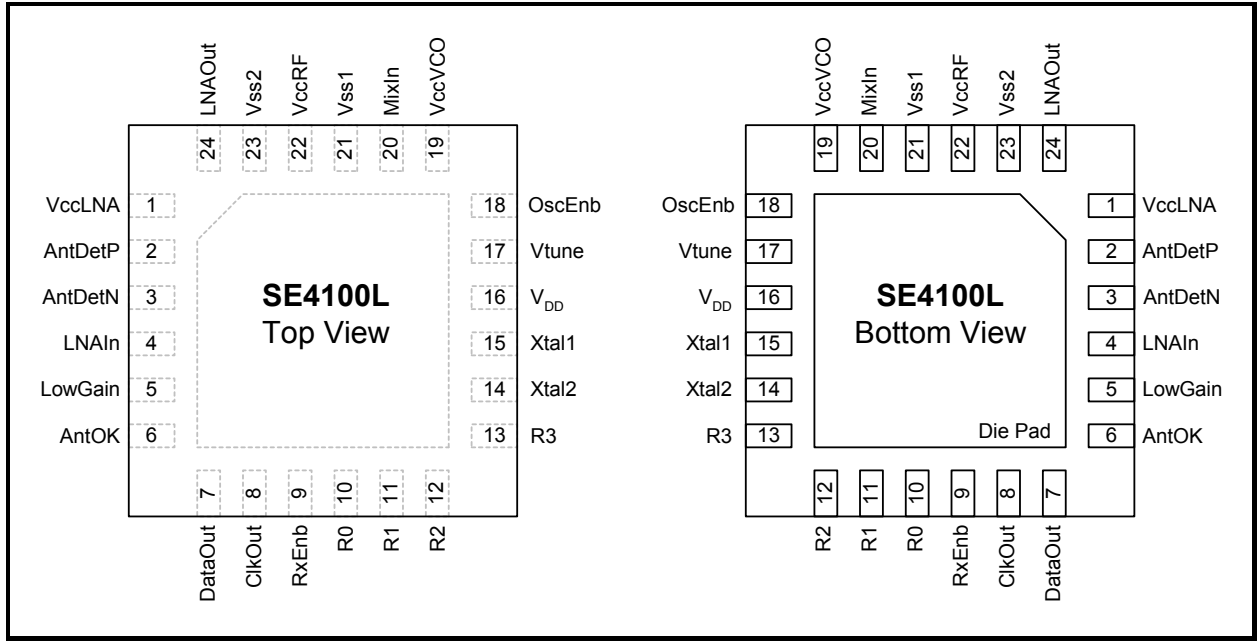 LNAOut
Vss2
VccRF
Vss1
MixIn
VccVCO
24
23
22
21
20
19
VccLNA 1
AntDetP 2
AntDetN 3
LNAIn 4
LowGain 5
AntOK 6
SE4100L
Top View
18 OscEnb
17 Vtune
16 VDD
15 Xtal1
14 Xtal2
13 R3
7
8
9
10
11
12
DataOut
ClkOut
RxEnb
R0
R1
R2
VccVCO
MixIn
Vss1
VccRF
Vss2
LNAOut
19
20
21
22
23
24
OscEnb 18
Vtune 17
VDD 16
Xtal1 15
Xtal2 14
R3 13
SE4100L
Bottom View
Die Pad
1 VccLNA
2 AntDetP
3 AntDetN
4 LNAIn
5 LowGain
6 AntOK
12
11
10
9
8
7
R2
R1
R0
RxEnb
ClkOut
DataOut